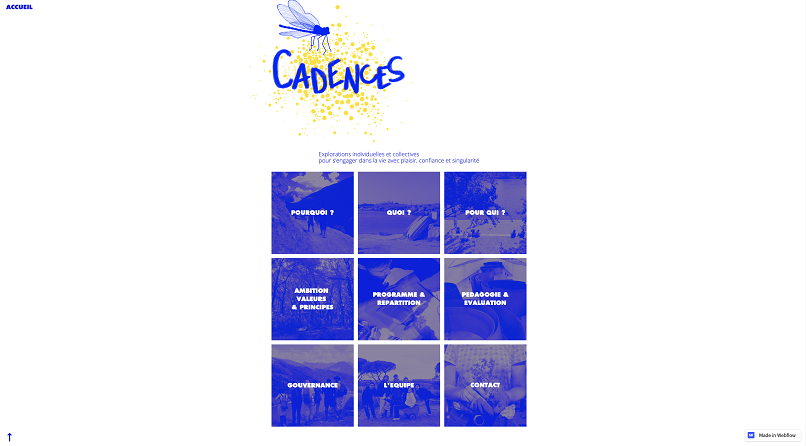 ACCUEIL
CADENCES
Explorations individuelles et collectives
pour s'engager dans la vie avec plaisir, confiance et singularité
POURQUOI ?
QUOI ?
POUR QUI ?
AMBITION
VALEURS
& PRINCIPES
PROGRAMME &
REPARTITION
PEDAGOGIE &
EVALUATION
GOUVERNANCE
L'EQUIPE
CONTACT
Made in Webflow